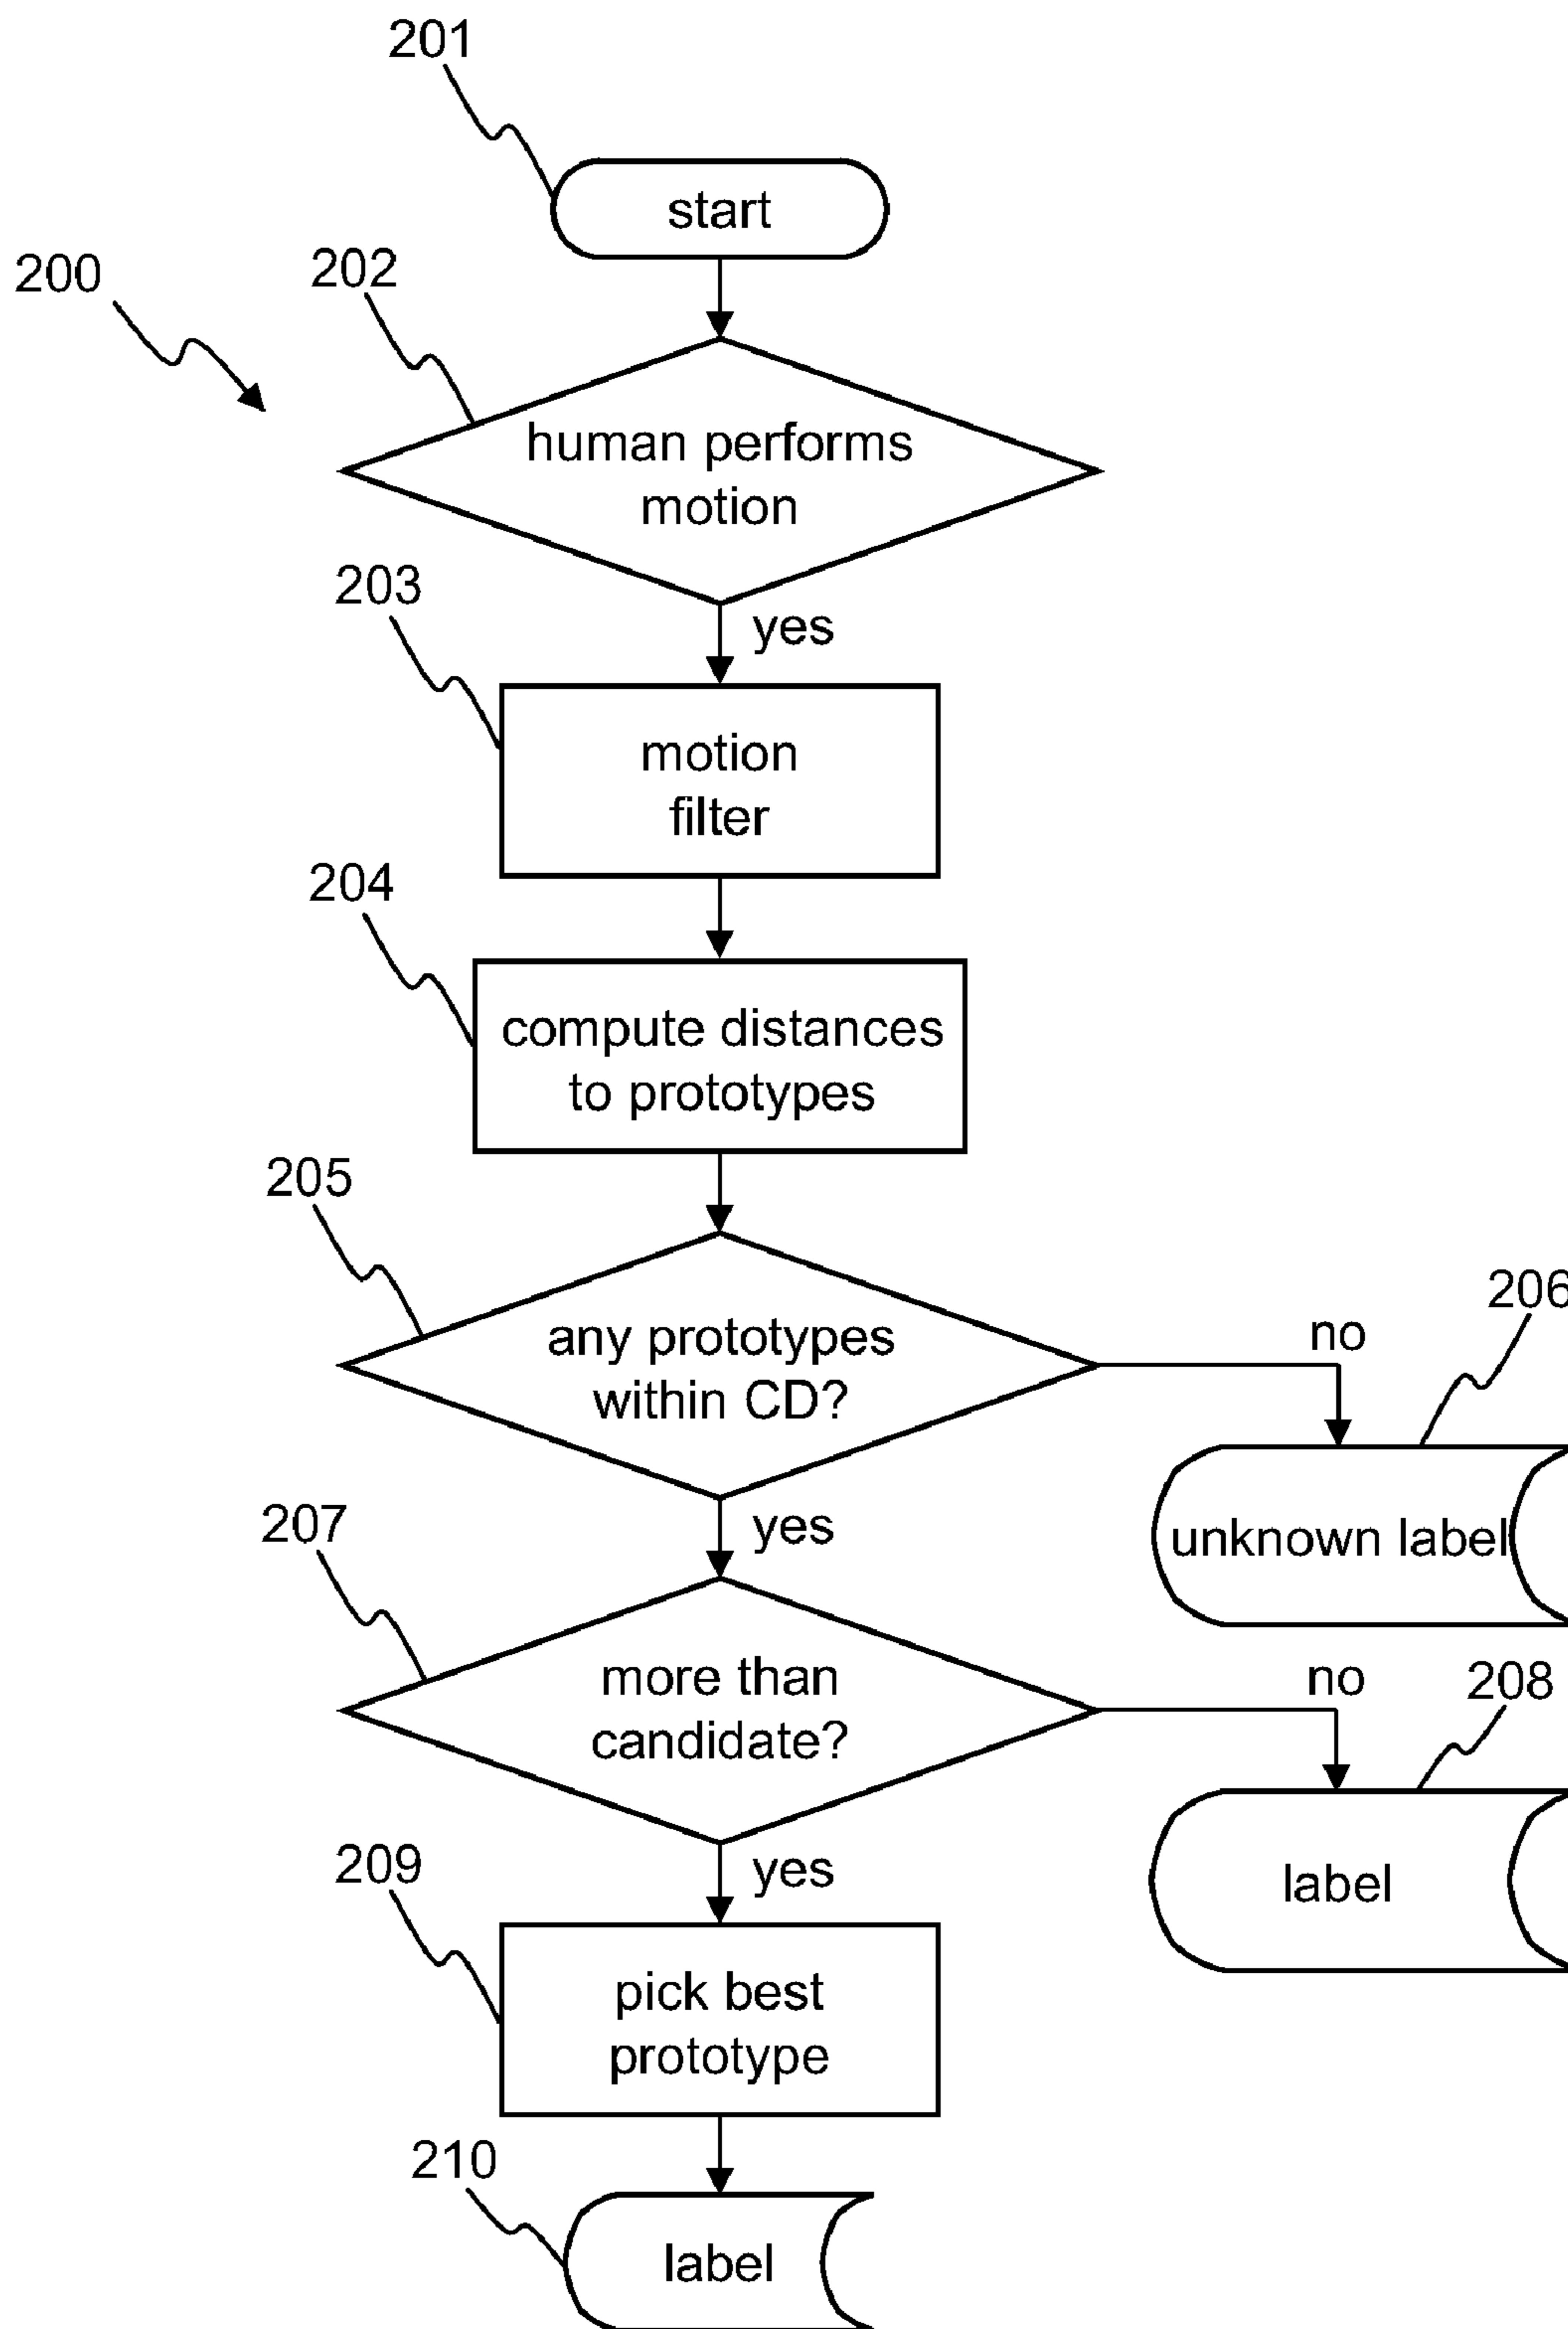 201
start
200
202
human performs
motion
yes
203
motion
filter
204
compute distances
to prototypes
205
any prototypes
within CD?
no
206
unknown label
yes
207
more than
candidate?
no
208
label
yes
209
pick best
prototype
210
label